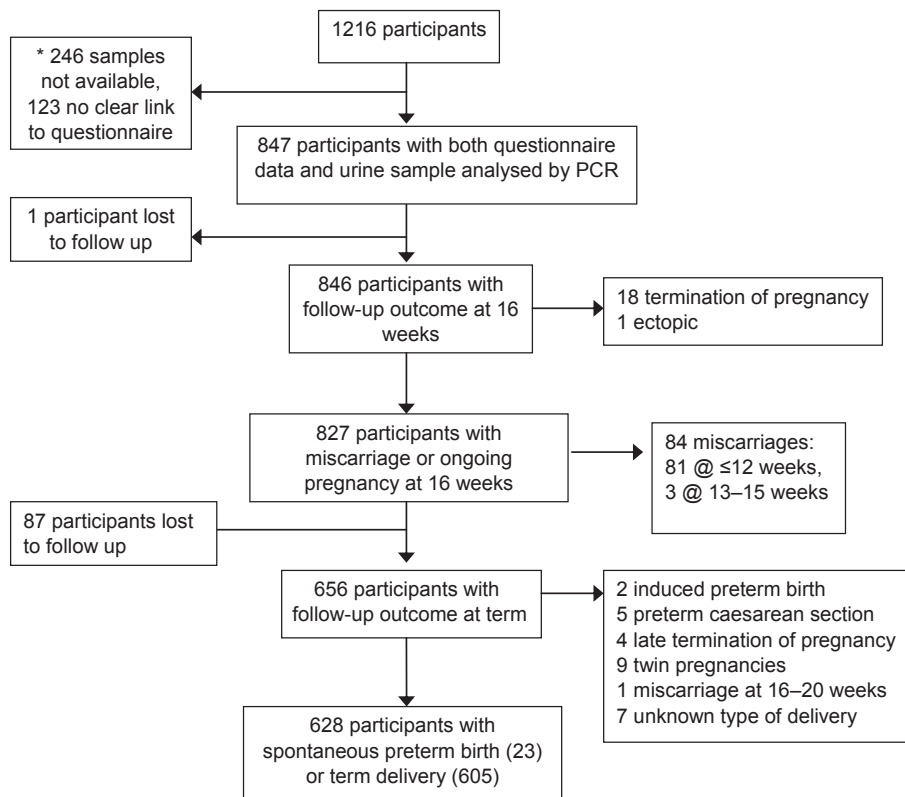 1216 participants
* 246 samples
not available,
123 no clear link
to questionnaire
847 participants with both questionnaire
data and urine sample analysed by PCR
1 participant lost
to follow up
846 participants with
follow-up outcome at 16
weeks
18 termination of pregnancy
1 ectopic
827 participants with
miscarriage or ongoing
pregnancy at 16 weeks
84 miscarriages:
81 @ ≤12 weeks,
3 @ 13–15 weeks
87 participants lost
to follow up
656 participants with
follow-up outcome at term
2 induced preterm birth
5 preterm caesarean section
4 late termination of pregnancy
9 twin pregnancies
1 miscarriage at 16–20 weeks
7 unknown type of delivery
628 participants with
spontaneous preterm birth (23)
or term delivery (605)